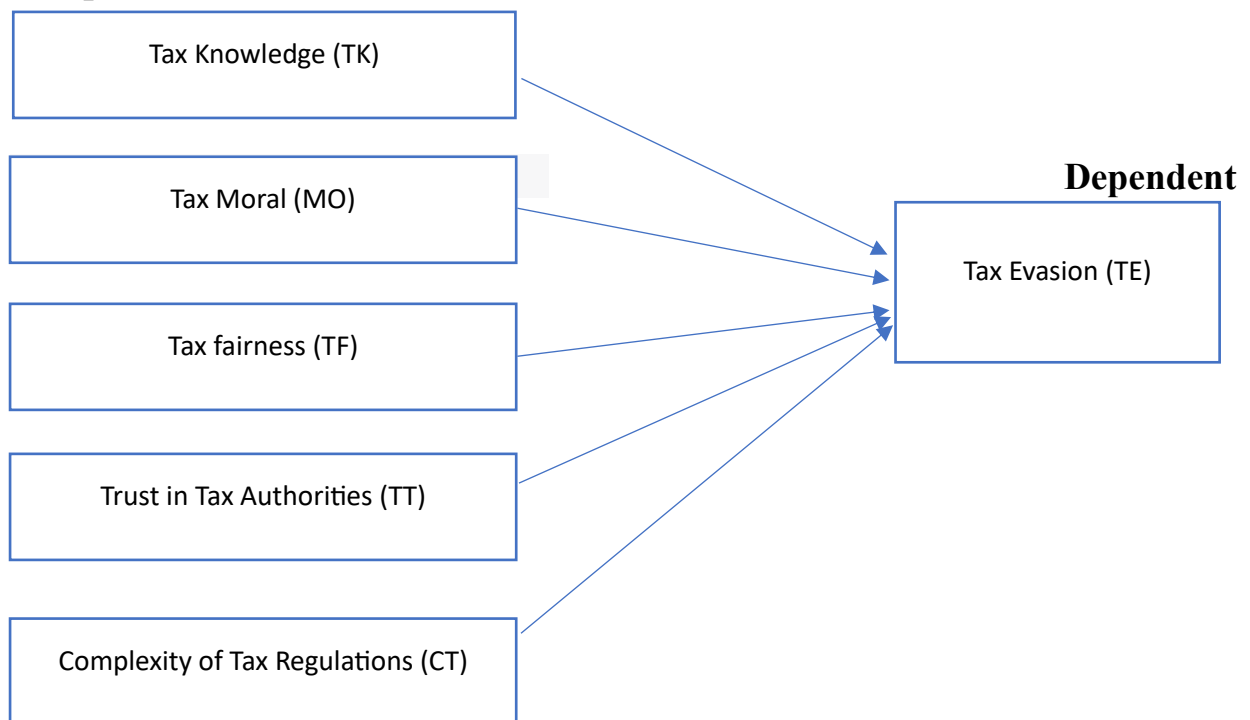 Tax Knowledge (TK)
Tax Moral (MO)
Dependent
Tax Evasion (TE)
Tax fairness (TF)
Trust in Tax Authorities (TT)
Complexity of Tax Regulations (CT)